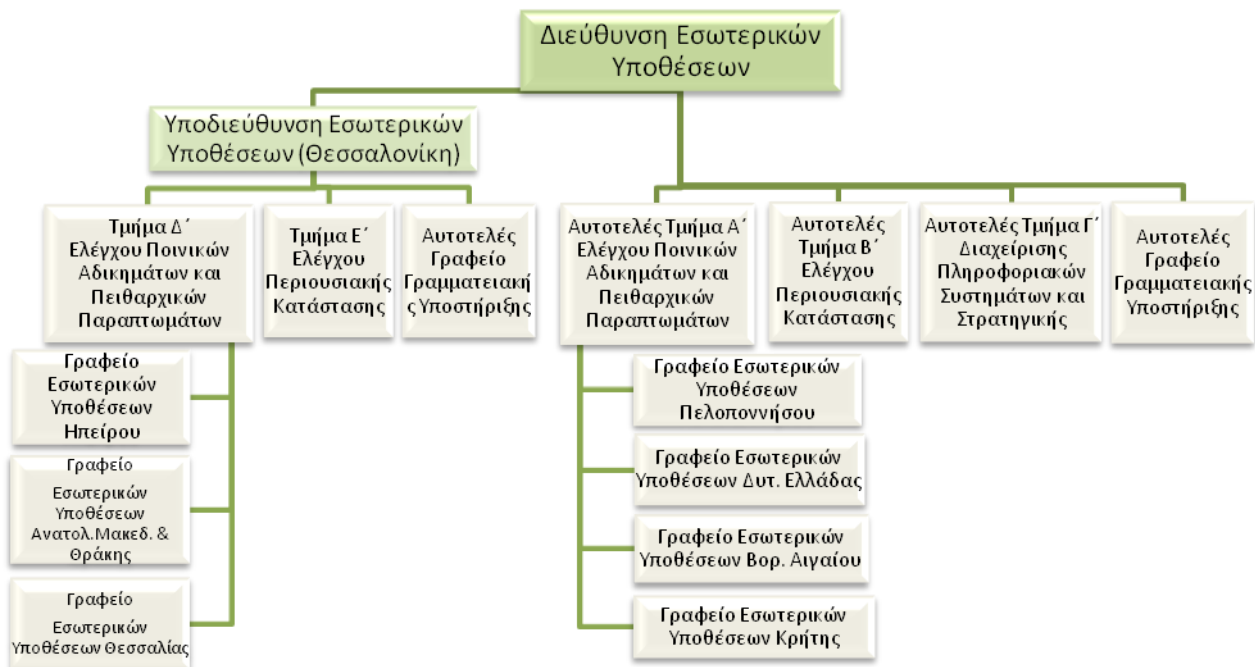 Διεύθυνση Εσωτερικών
Υποθέσεων
Υποδιεύθυνση Εσωτερικών
Υποθέσεων (Θεσσαλονίκη)
Τμήμα Δ΄
Ελέγχου Ποινικών
Αδικημάτων και
Πειθαρχικών
Παραπτωμάτων
Τμήμα Ε΄
Ελέγχου
Περιουσιακής
Κατάστασης
Αυτοτελές
Γραφείο
Γραμματειακή
ς Υποστήριξης
Αυτοτελές Τμήμα Α΄
Ελέγχου Ποινικών
Αδικημάτων και
Πειθαρχικών
Παραπτωμάτων
Αυτοτελές
Τμήμα Β΄
Ελέγχου
Περιουσιακής
Κατάστασης
Αυτοτελές Τμήμα Γ΄
Διαχείρισης
Πληροφοριακών
Συστημάτων και
Στρατηγικής
Αυτοτελές
Γραφείο
Γραμματειακής
Υποστήριξης
Γραφείο
Εσωτερικών
Υποθέσεων
Ηπείρου
Γραφείο
Εσωτερικών
Υποθέσεων
Ανατολ.Μακεδ. &
Θράκης
Γραφείο
Εσωτερικών
Υποθέσεων Θεσσαλίας
Γραφείο Εσωτερικών
Υποθέσεων
Πελοποννήσου
Γραφείο Εσωτερικών
Υποθέσεων Δυτ. Ελλάδας
Γραφείο Εσωτερικών
Υποθέσεων Βορ. Αιγαίου
Γραφείο Εσωτερικών
Υποθέσεων Κρήτης